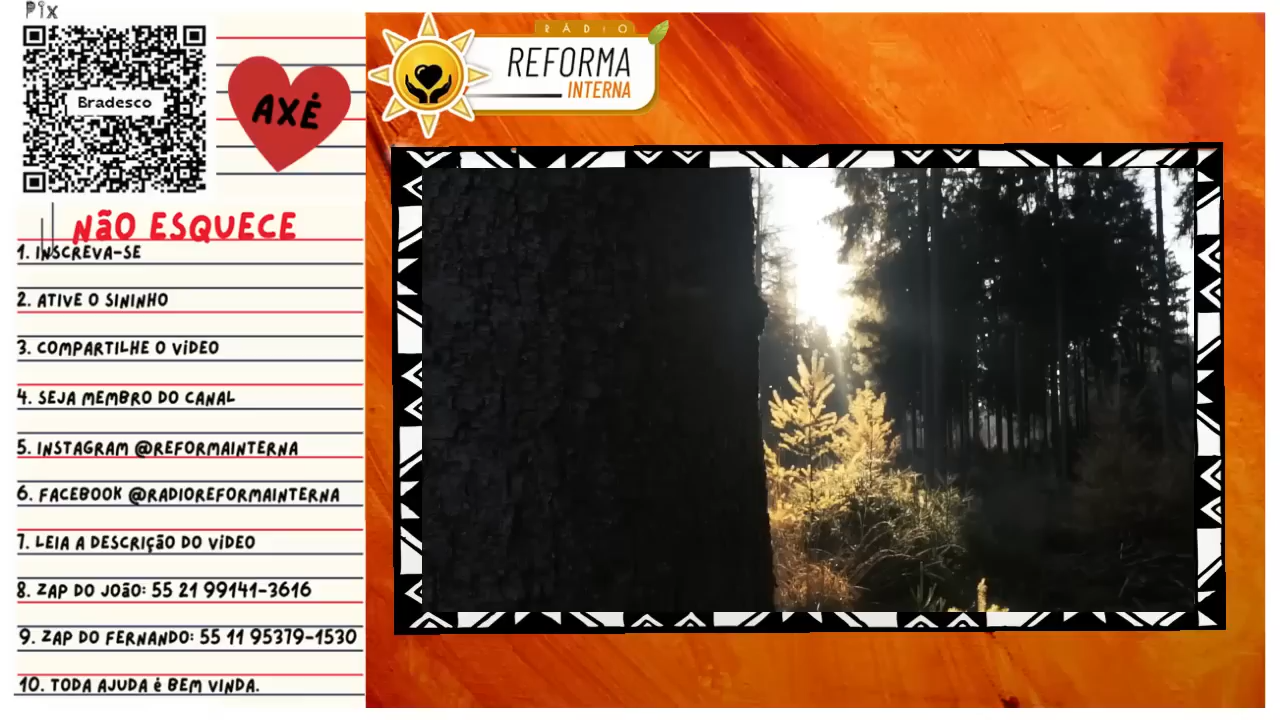 Pix
Bradesco
AXÉ
NãO ESQUECE
1. INSCREVA-SE
2. ATIVE O SININHO
3. COMPARTILHE O VíDEO
4. SEJA MEMBRO DO CANAL
5. INSTAGRAM @REFORMAINTERNA
6. FACEBOOK @RADIOREFORMAINTERNA
7. LEIA A DESCRIÇãO DO VíDEO
8. ZAP DO JOãO: 55 21 99141-3616
9. ZAP DO FERNANDO: 55 11 95379-1530
10. TODA AJUDA é BEM VINDA.
RÁDIO
REFORMA
INTERNA